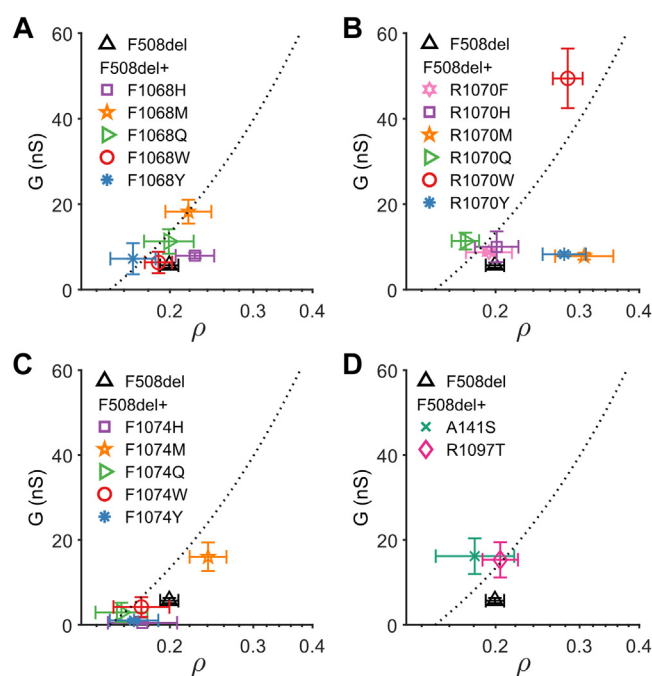 A
60
40
20
0
G (nS)
F508del
F508del+
F1068H
F1068M
F1068Q
F1068W
F1068Y
0.2
0.3
0.4
ρ
B
60
40
20
0
G (nS)
F508del
F508del+
R1070F
R1070H
R1070M
R1070Q
R1070W
R1070Y
0.2
0.3
0.4
ρ
C
60
40
20
0
G (nS)
F508del
F508del+
F1074H
F1074M
F1074Q
F1074W
F1074Y
0.2
0.3
0.4
ρ
D
60
40
20
0
G (nS)
F508del
F508del+
A141S
R1097T
0.2
0.3
0.4
ρ